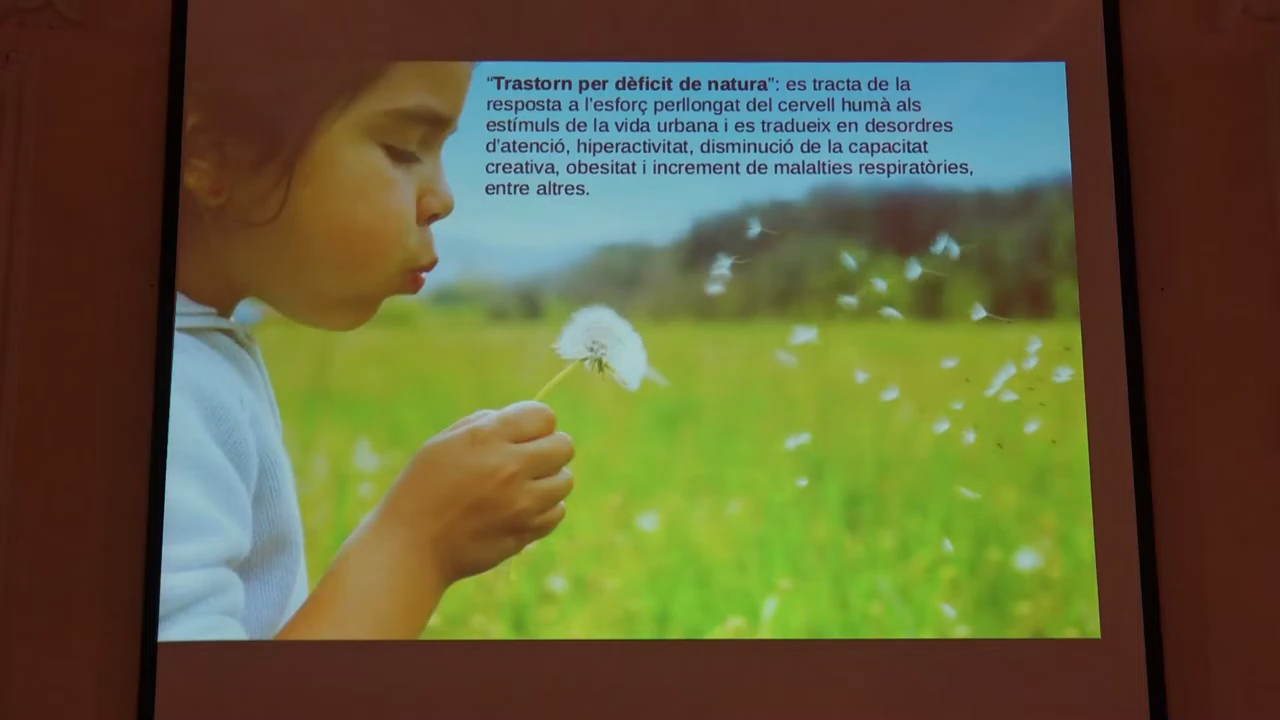 “Trastorn per dèficit de natura”: es tracta de la
resposta a l'esforç perllongat del cervell humà als
estímuls de la vida urbana i es tradueix en desordres
d'atenció, hiperactivitat, disminució de la capacitat
creativa, obesitat i increment de malalties respiratòries,
entre altres.